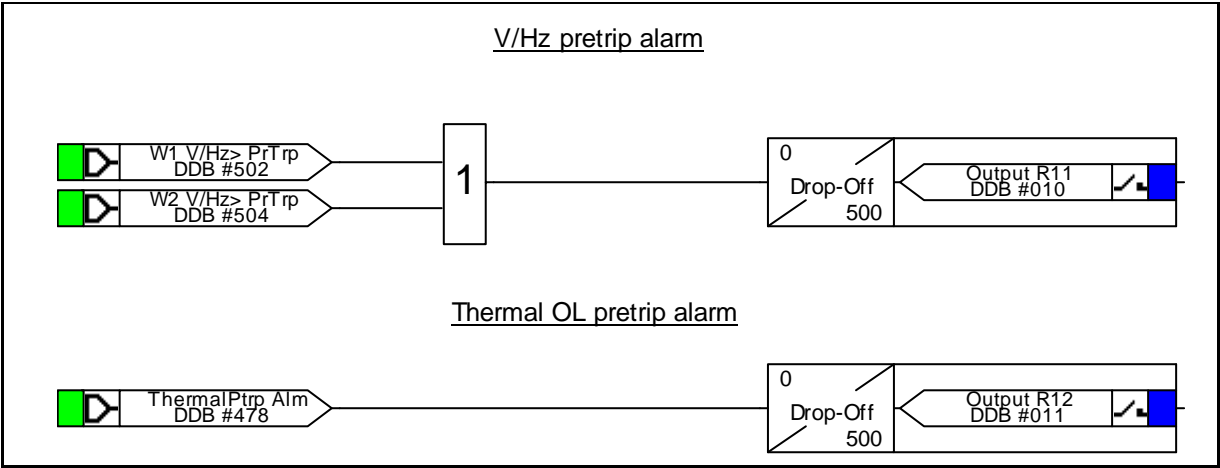 V/Hz pretrip alarm
W1 V/Hz> PrTrp
DDB #502
W2 V/Hz> PrTrp
DDB #504
1
0
Drop-Off
500
Output R11
DDB #010
Thermal OL pretrip alarm
ThermalPtrp Alm
DDB #478
0
Drop-Off
500
Output R12
DDB #011